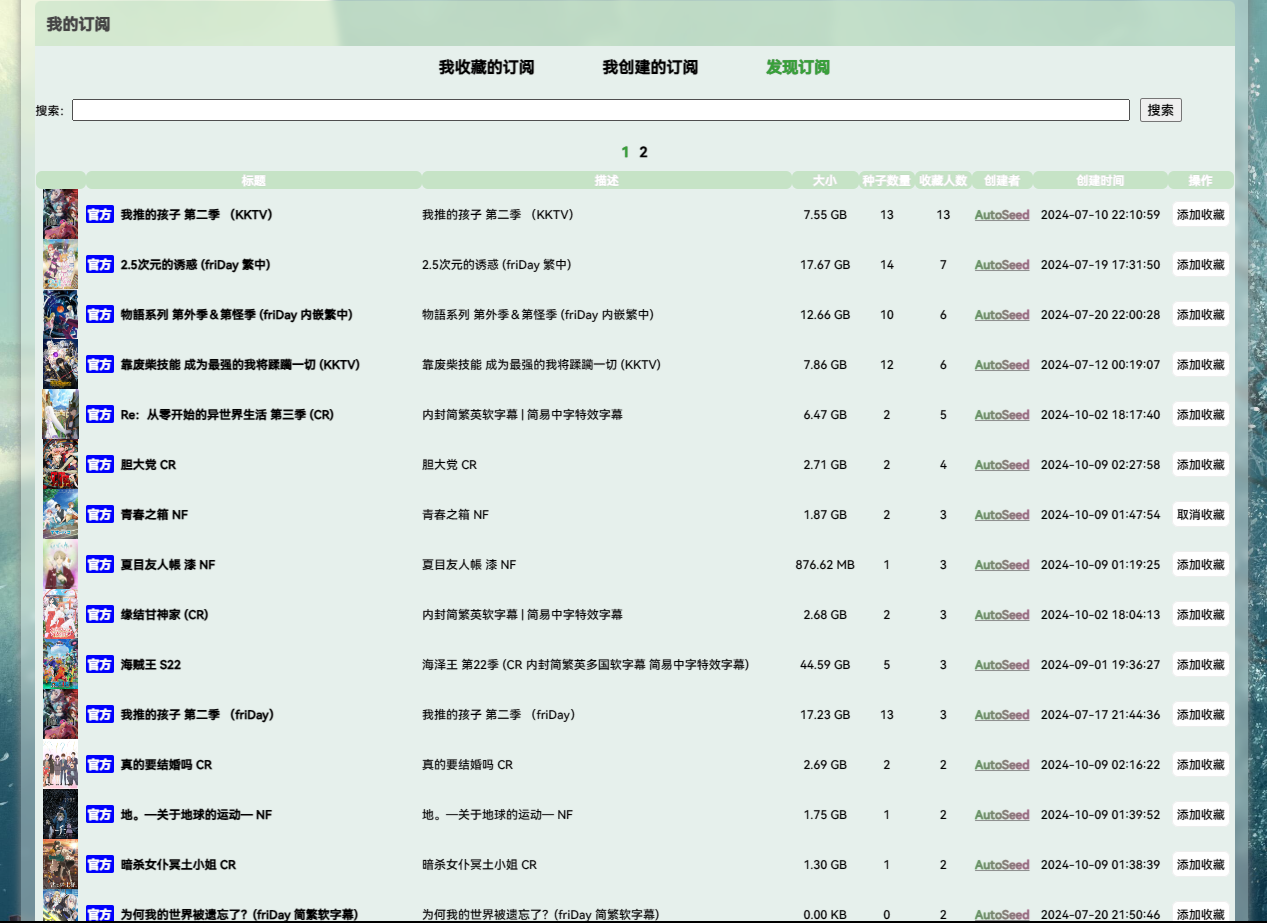 我的订阅
我收藏的订阅 我创建的订阅 发现订阅
搜索: 搜索
1 2
标题 描述 大小 种子数量 收藏人数 创建者 创建时间 操作
官方 我推的孩子 第二季 （KKTV） 我推的孩子 第二季 （KKTV） 7.55 GB 13 13 AutoSeed 2024-07-10 22:10:59 添加收藏
官方 2.5次元的诱惑 (friDay 繁中) 2.5次元的诱惑 (friDay 繁中) 17.67 GB 14 7 AutoSeed 2024-07-19 17:31:50 添加收藏
官方 物語系列 第外季＆第怪季 (friDay 内嵌繁中) 物語系列 第外季＆第怪季 (friDay 内嵌繁中) 12.66 GB 10 6 AutoSeed 2024-07-20 22:00:28 添加收藏
官方 靠废柴技能 成为最强的我将蹂躏一切 (KKTV) 靠废柴技能 成为最强的我将蹂躏一切 (KKTV) 7.86 GB 12 6 AutoSeed 2024-07-12 00:19:07 添加收藏
官方 Re：从零开始的异世界生活 第三季 (CR) 内封简繁英软字幕 | 简易中字特效字幕 6.47 GB 2 5 AutoSeed 2024-10-02 18:17:40 添加收藏
官方 胆大党 CR 胆大党 CR 2.71 GB 2 4 AutoSeed 2024-10-09 02:27:58 添加收藏
官方 青春之箱 NF 青春之箱 NF 1.87 GB 2 3 AutoSeed 2024-10-09 01:47:54 取消收藏
官方 夏目友人帳 漆 NF 夏目友人帳 漆 NF 876.62 MB 1 3 AutoSeed 2024-10-09 01:19:25 添加收藏
官方 缘结甘神家 (CR) 内封简繁英软字幕 | 简易中字特效字幕 2.68 GB 2 3 AutoSeed 2024-10-02 18:04:13 添加收藏
官方 海贼王 S22 海泽王 第22季 (CR 内封简繁英多国软字幕 简易中字特效字幕) 44.59 GB 5 3 AutoSeed 2024-09-01 19:36:27 添加收藏
官方 我推的孩子 第二季 （friDay） 我推的孩子 第二季 （friDay） 17.23 GB 13 3 AutoSeed 2024-07-17 21:44:36 添加收藏
官方 真的要结婚吗 CR 真的要结婚吗 CR 2.69 GB 2 2 AutoSeed 2024-10-09 02:16:22 添加收藏
官方 地。—关于地球的运动— NF 地。—关于地球的运动— NF 1.75 GB 1 2 AutoSeed 2024-10-09 01:39:52 添加收藏
官方 暗杀女仆冥土小姐 CR 暗杀女仆冥土小姐 CR 1.30 GB 1 2 AutoSeed 2024-10-09 01:38:39 添加收藏
官方 为何我的世界被遗忘了？(friDay 简繁软字幕) 为何我的世界被遗忘了？(friDay 简繁软字幕) 0.00 KB 0 2 AutoSeed 2024-07-20 21:50:46 添加收藏